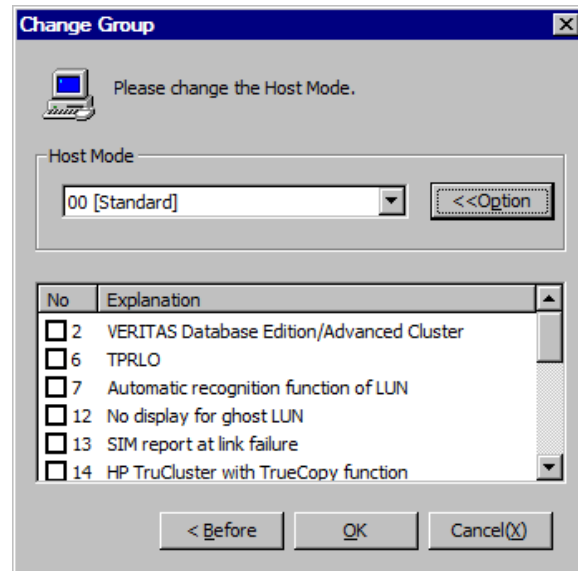 Change Group
Please change the Host Mode.
Host Mode
00 [Standard]
<<Option
No Explanation
2 VERITAS Database Edition/Advanced Cluster
6 TPRLO
7 Automatic recognition function of LUN
12 No display for ghost LUN
13 SIM report at link failure
14 HP TruCluster with TrueCopy function
< Before OK Cancel(X)